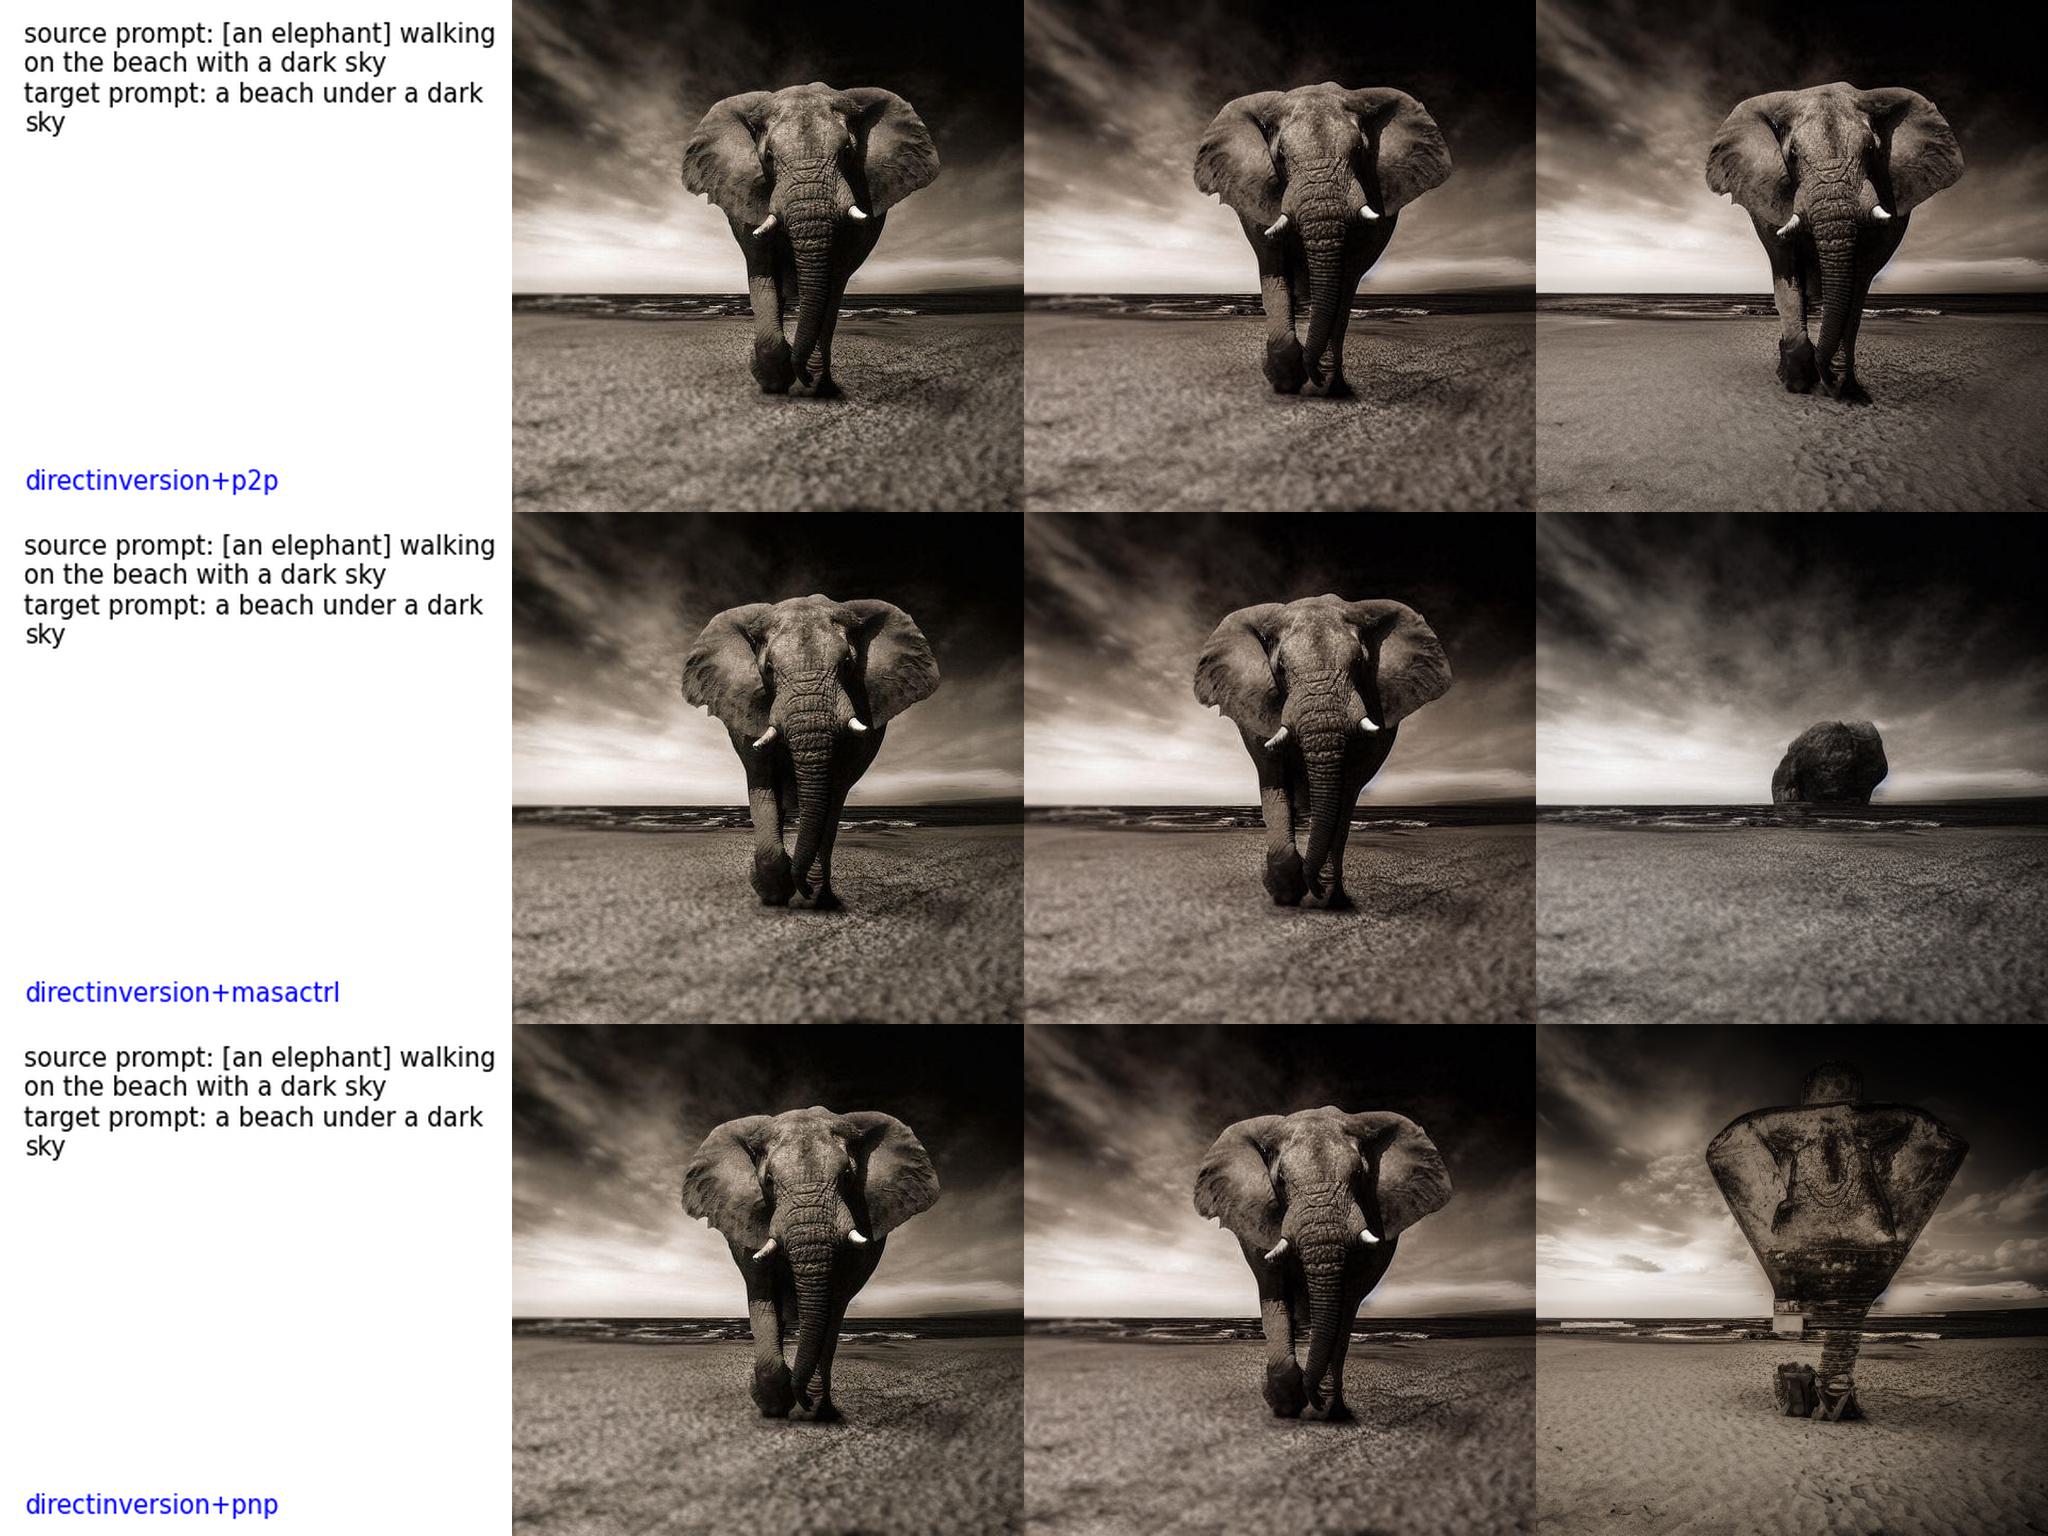 source prompt: [an elephant] walking
on the beach with a dark sky
target prompt: a beach under a dark
sky
directinversion+p2p
source prompt: [an elephant] walking
on the beach with a dark sky
target prompt: a beach under a dark
sky
directinversion+masactrl
source prompt: [an elephant] walking
on the beach with a dark sky
target prompt: a beach under a dark
sky
directinversion+pnp